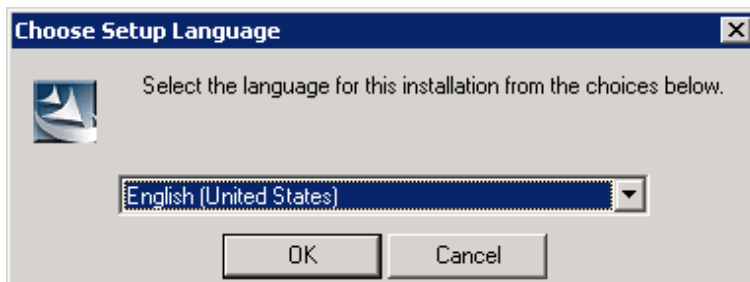 Choose Setup Language
Select the language for this installation from the choices below.
English (United States)
OK
Cancel